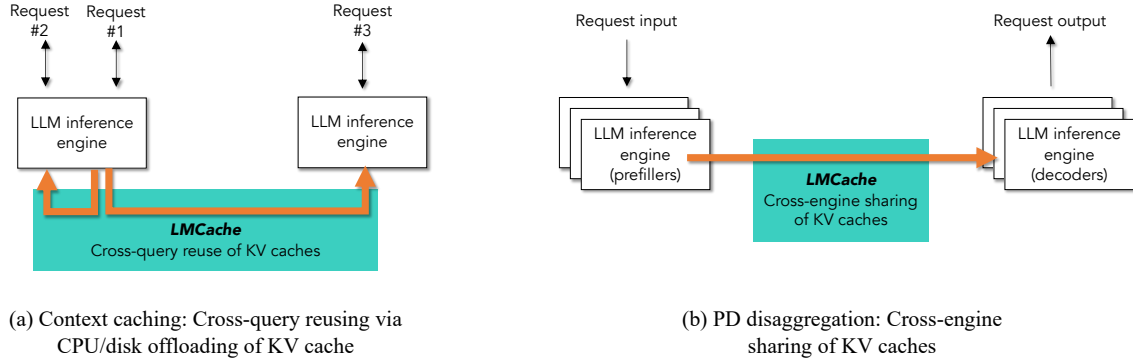 Request
#2
Request
#1
Request
#3
LLM inference
engine
LLM inference
engine
LMCache
Cross-query reuse of KV caches
(a) Context caching: Cross-query reusing via
CPU/disk offloading of KV cache
Request input
Request output
LLM inference
engine
(prefillers)
LMCache
Cross-engine sharing
of KV caches
LLM inference
engine
(decoders)
(b) PD disaggregation: Cross-engine
sharing of KV caches